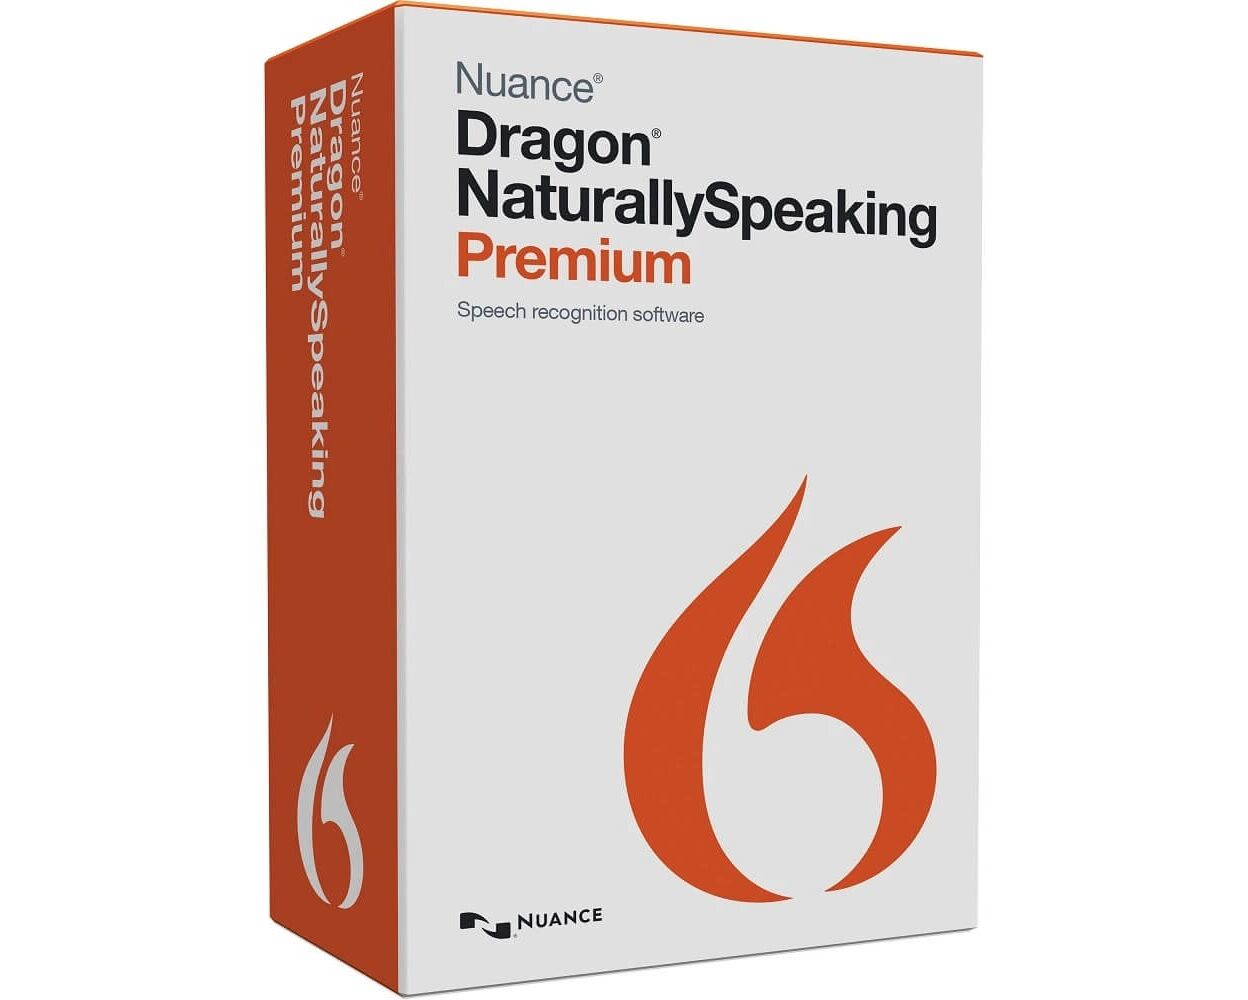 Nuance®
Dragon®
NaturallySpeaking
Premium
Speech recognition software
NUANCE
Nuance®
Dragon®
NaturallySpeaking
Premium